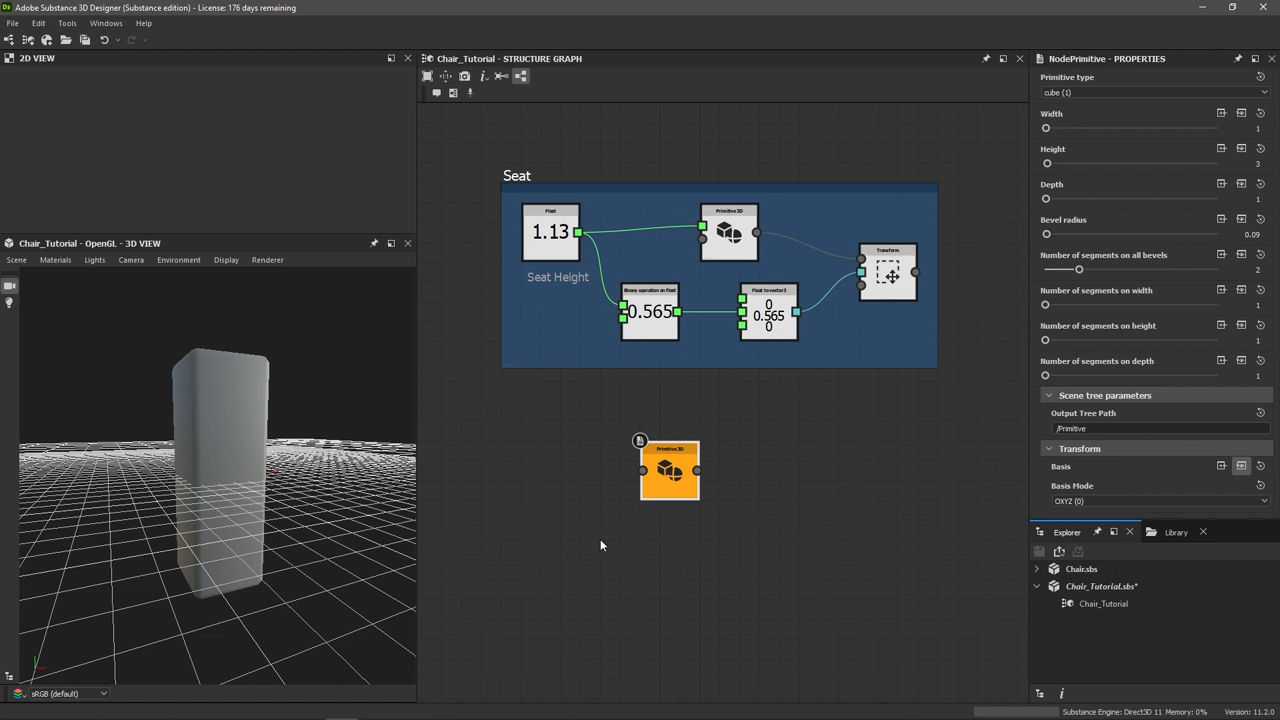 Adobe Substance 3D Designer (Substance edition) - License: 176 days remaining
File Edit Tools Windows Help
2D VIEW
Chair_Tutorial - OpenGL - 3D VIEW
Scene Materials Lights Camera Environment Display Renderer
sRGB (default)
Chair_Tutorial - STRUCTURE GRAPH
Seat
Float
1.13
Seat Height
Primitive 3D
Binary operation on float
0.565
Float to vector3
0
0.565
0
Transform
Primitive 3D
NodePrimitive - PROPERTIES
Primitive type
cube (1)
Width
1
Height
3
Depth
1
Bevel radius
0.09
Number of segments on all bevels
2
Number of segments on width
1
Number of segments on height
1
Number of segments on depth
1
Scene tree parameters
Output Tree Path
/Primitive
Transform
Basis
Basis Mode
OXYZ (0)
Explorer Library
Chair.sbs
Chair_Tutorial.sbs*
Chair_Tutorial
Substance Engine: Direct3D 11 Memory: 0% Version: 11.2.0